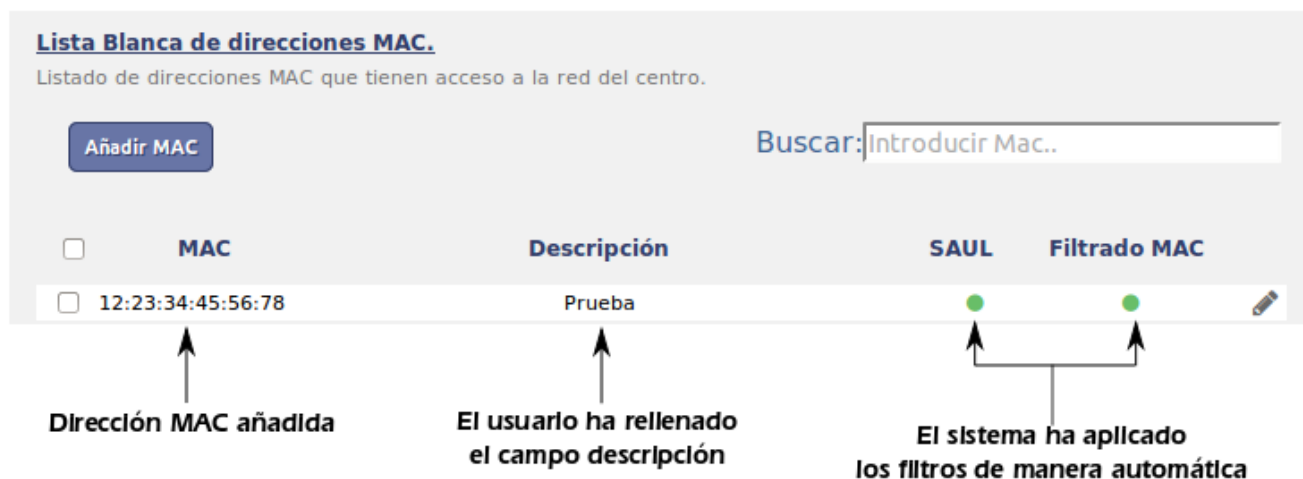 Lista Blanca de direcciones MAC.
Listado de direcciones MAC que tienen acceso a la red del centro.
Añadir MAC
Buscar: Introducir Mac..
MAC Descripción SAUL Filtrado MAC
12:23:34:45:56:78 Prueba
Dirección MAC añadida
El usuario ha rellenado
el campo descripción
El sistema ha aplicado
los filtros de manera automática